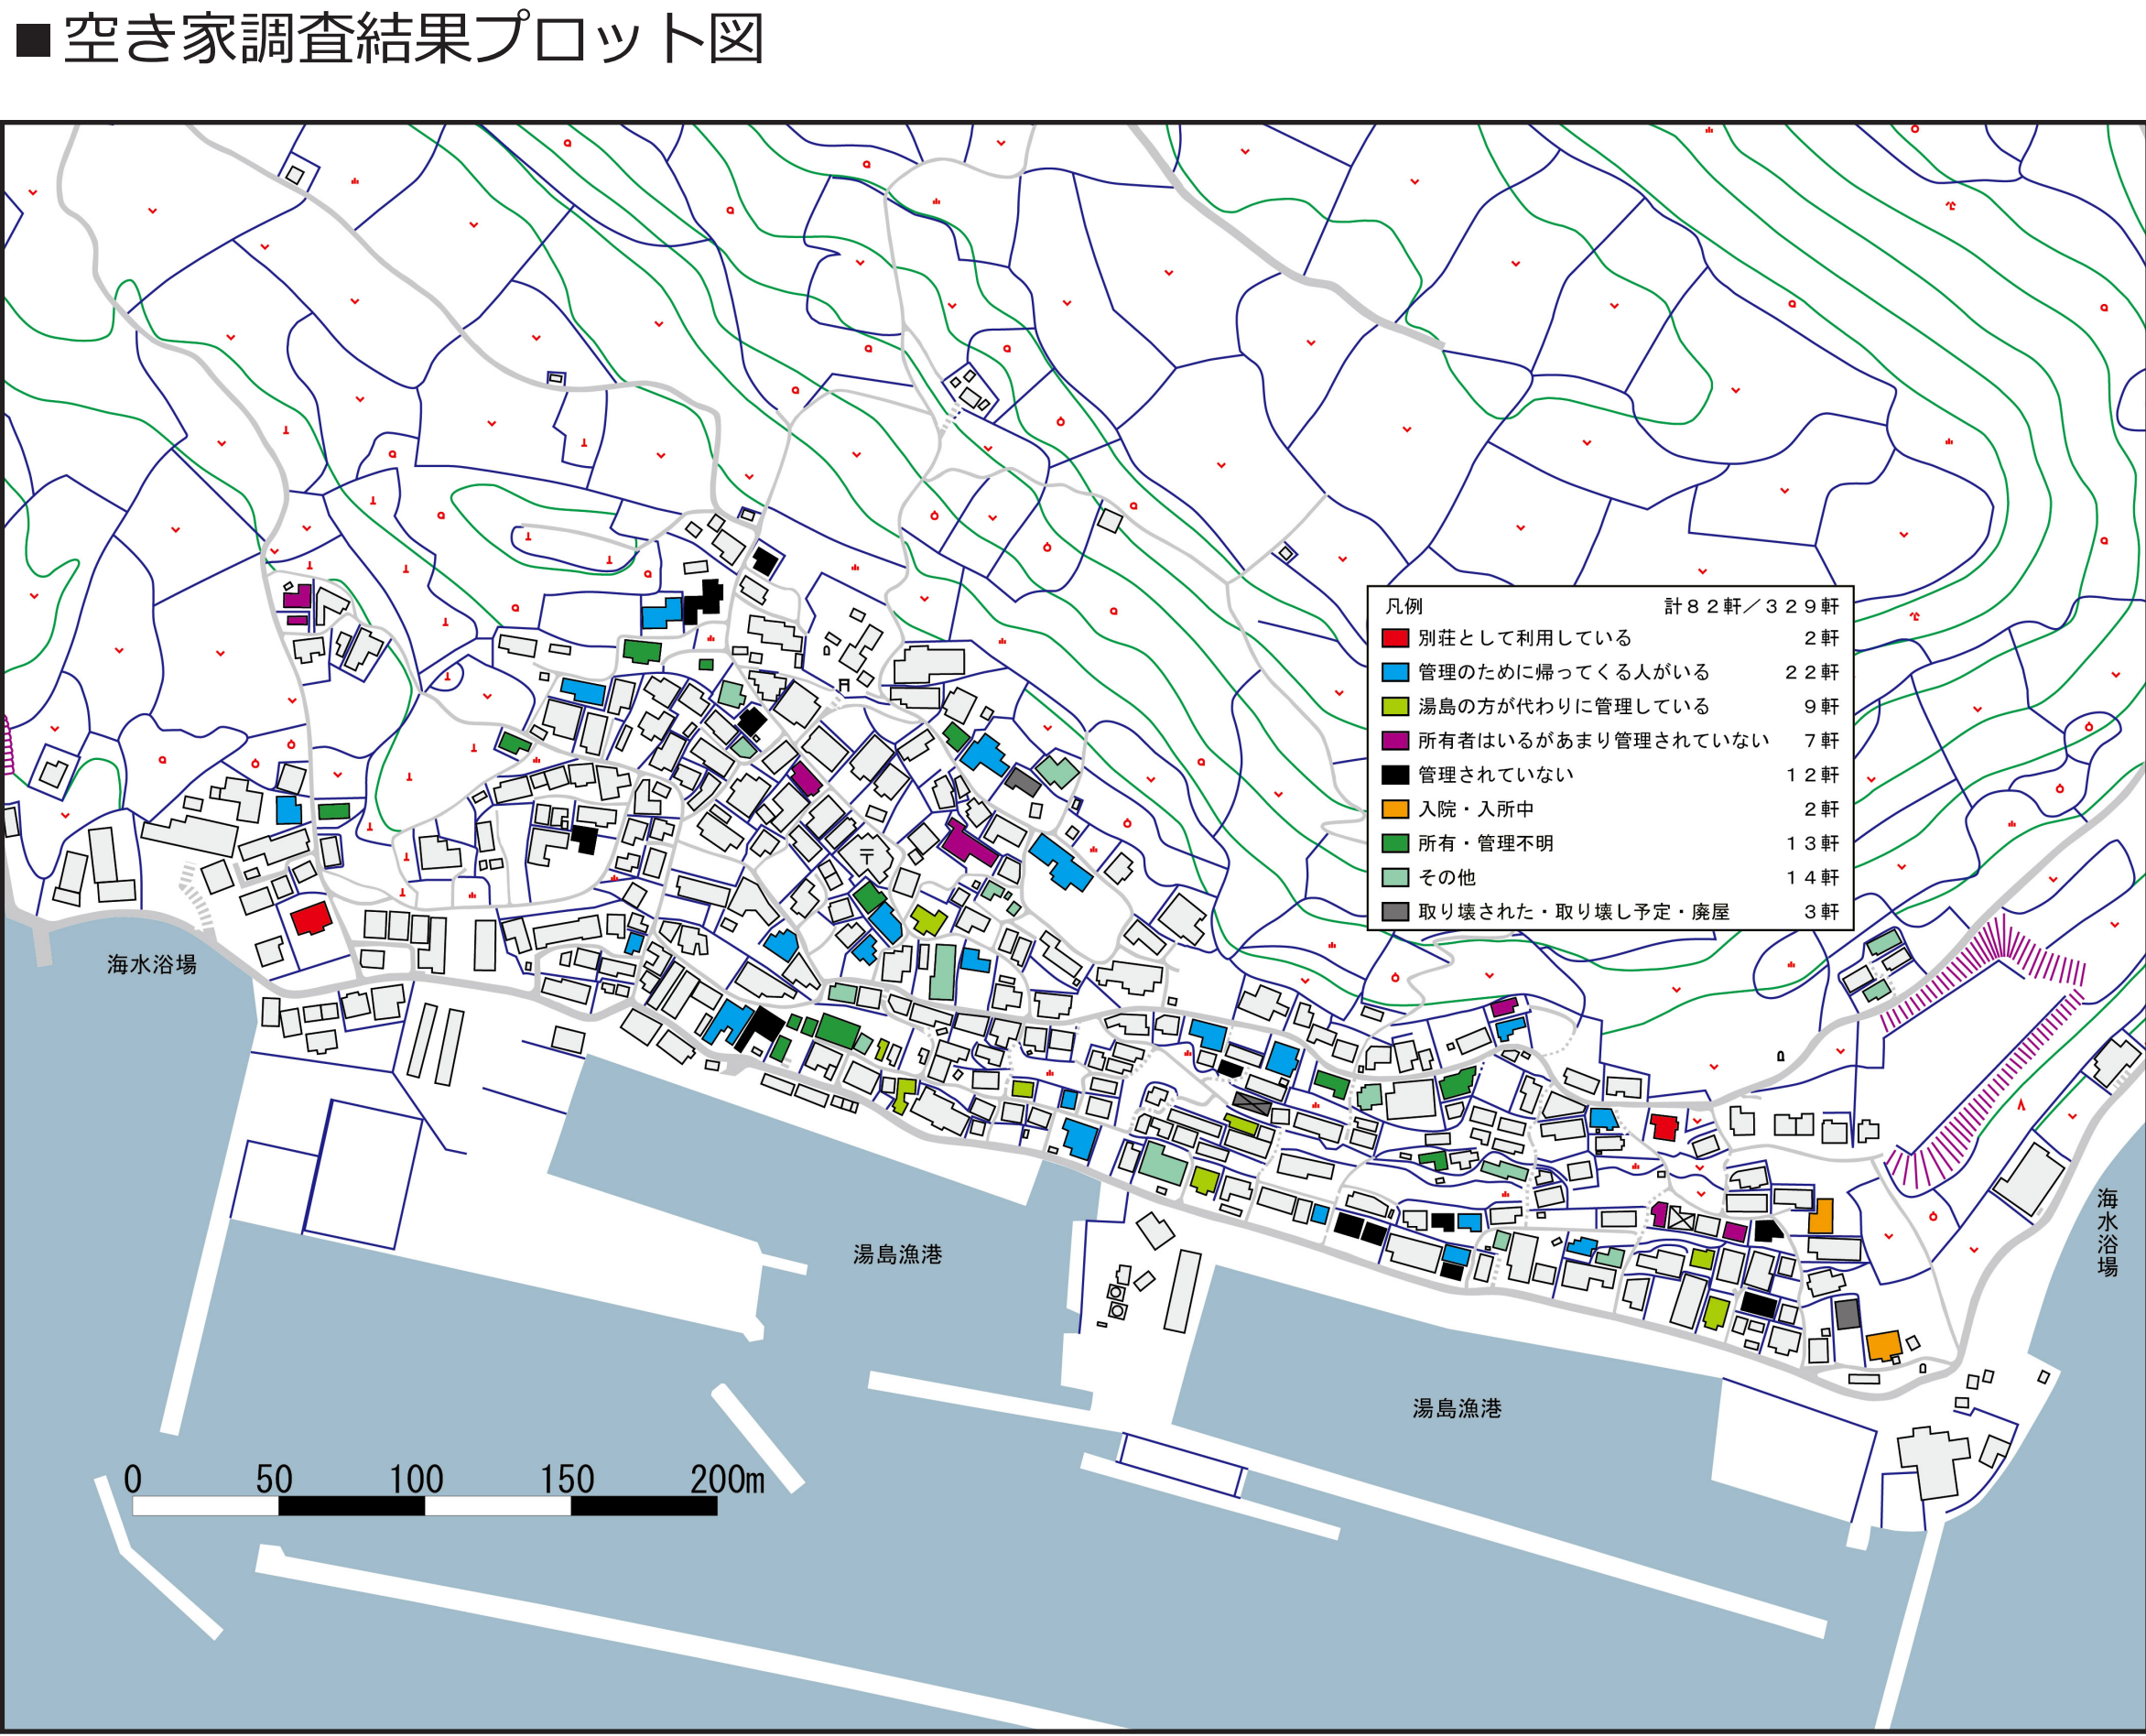 ■空き家調査結果プロット図
凡例 計82軒／329軒
別荘として利用している 2軒
管理のために帰ってくる人がいる 22軒
湯島の方が代わりに管理している 9軒
所有者はいるがあまり管理されていない 7軒
管理されていない 12軒
入院・入所中 2軒
所有・管理不明 13軒
その他 14軒
取り壊された・取り壊し予定・廃屋 3軒
海水浴場
海水浴場
湯島漁港
湯島漁港
0 50 100 150 200m